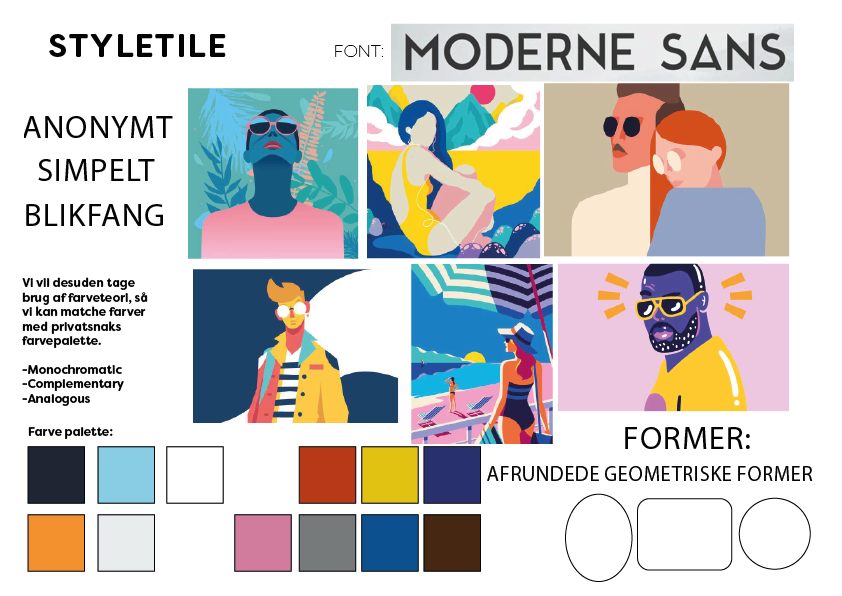 STYLETILE
FONT:
MODERNE SANS
ANONYMT
SIMPELT
BLIKFANG
Vi vil desuden tage
brug af farveteori, så
vi kan matche farver
med privatsnaks
farvepalette.
-Monochromatic
-Complementary
-Analogous
Farve palette:
FORMER:
AFRUNDEDE GEOMETRISKE FORMER